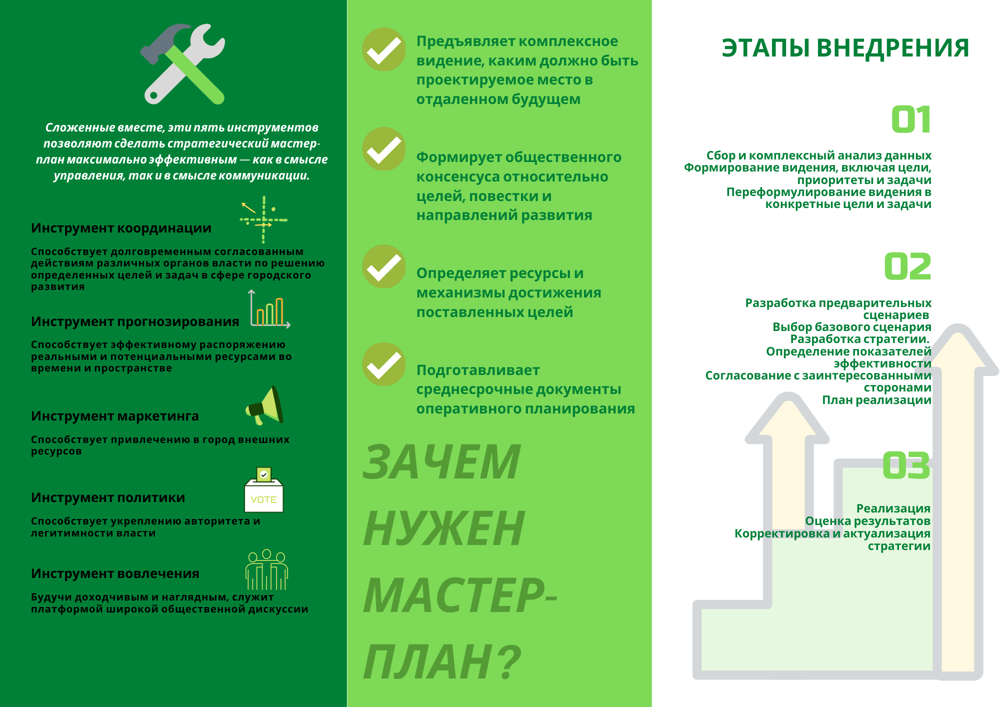 Сложенные вместе, эти пять инструментов
позволяют сделать стратегический мастер-
план максимально эффективным — как в смысле
управления, так и в смысле коммуникации.
Инструмент координации
Способствует долговременным согласованным
действиям различных органов власти по решению
определенных целей и задач в сфере городского
развития
Инструмент прогнозирования
Способствует эффективному распоряжению
реальными и потенциальными ресурсами во
времени и пространстве
Инструмент маркетинга
Способствует привлечению в город внешних
ресурсов
Инструмент политики
VOTE
Способствует укреплению авторитета и
легитимности власти
Инструмент вовлечения
Будучи доходчивым и наглядным, служит
платформой широкой общественной дискуссии
Предъявляет комплексное
видение, каким должно быть
проектируемое место в
отдаленном будущем
Формирует общественного
консенсуса относительно
целей, повестки и
направлений развития
Определяет ресурсы и
механизмы достижения
поставленных целей
Подготавливает
среднесрочные документы
оперативного планирования
ЗАЧЕМ
НУЖЕН
МАСТЕР-
ПЛАН?
ЭТАПЫ ВНЕДРЕНИЯ
01
Сбор и комплексный анализ данных
Формирование видения, включая цели,
приоритеты и задачи
Переформулирование видения в
конкретные цели и задачи
02
Разработка предварительных
сценариев
Выбор базового сценария
Разработка стратегии.
Определение показателей
эффективности
Согласование с заинтересованными
сторонами
План реализации
03
Реализация
Оценка результатов
Корректировка и актуализация
стратегии